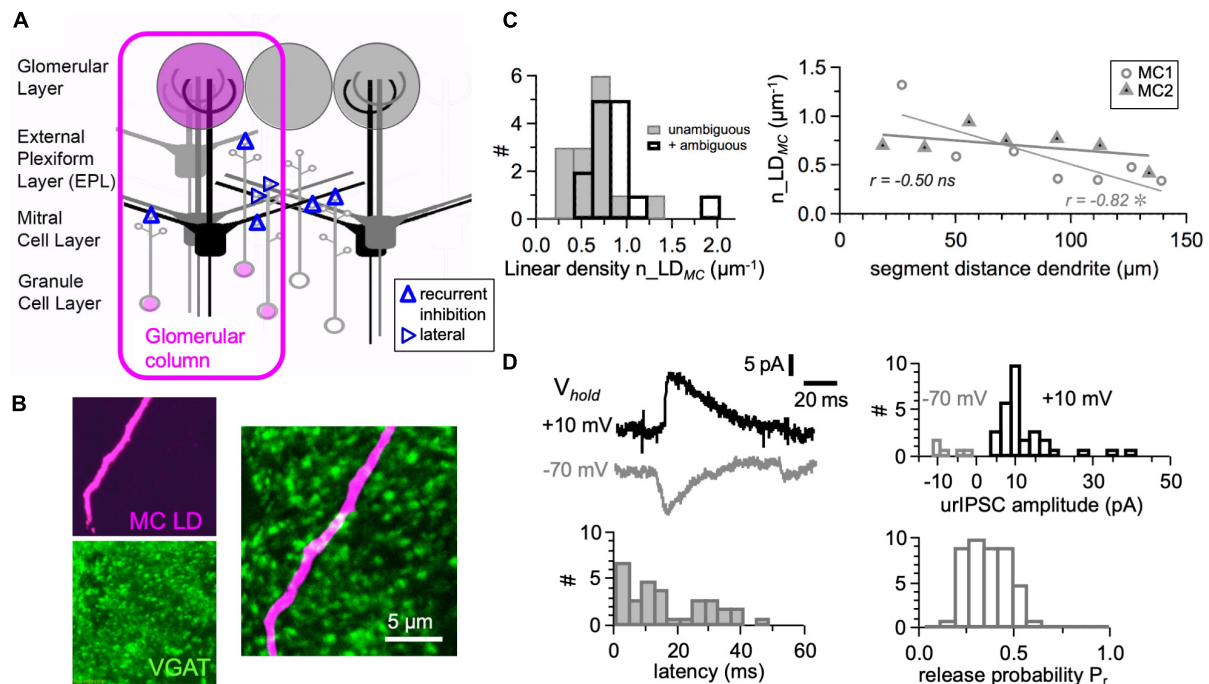 A
Glomerular
Layer
External
Plexiform
Layer (EPL)
Mitral
Cell Layer
Granule
Cell Layer
Glomerular
column
recurrent
inhibition
lateral
B
MC LD
VGAT
5 µm
C
6
4
2
0
#
unambiguous
+ ambiguous
0.0 0.5 1.0 1.5 2.0
Linear density n_LD_MC (µm-1)
n_LD_MC (µm-1)
1.5
1.0
0.5
0.0
MC1
MC2
r = -0.50 ns
r = -0.82 *
0 50 100 150
segment distance dendrite (µm)
D
V_hold
+10 mV
-70 mV
5 pA
20 ms
#
10
5
0
-70 mV
+10 mV
-10 0 10 30 50
urIPSC amplitude (pA)
#
10
5
0
0 20 40 60
latency (ms)
10
5
0
0.0 0.5 1.0
release probability P_r